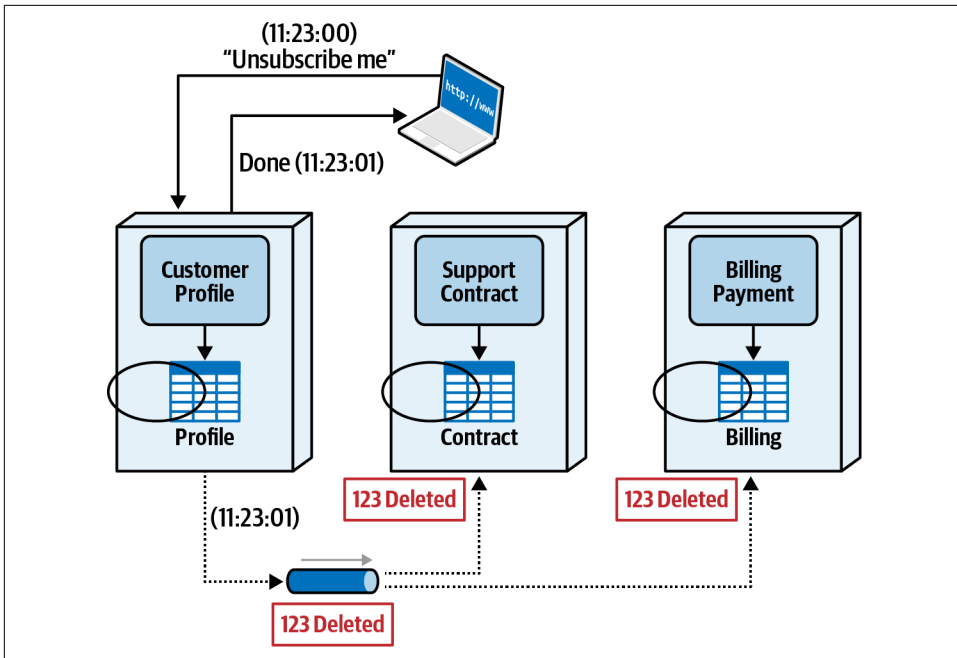 (11:23:00)
“Unsubscribe me”
http://www
Done (11:23:01)
Customer
Profile
Support
Contract
Billing
Payment
Profile
Contract
Billing
123 Deleted
123 Deleted
(11:23:01)
123 Deleted